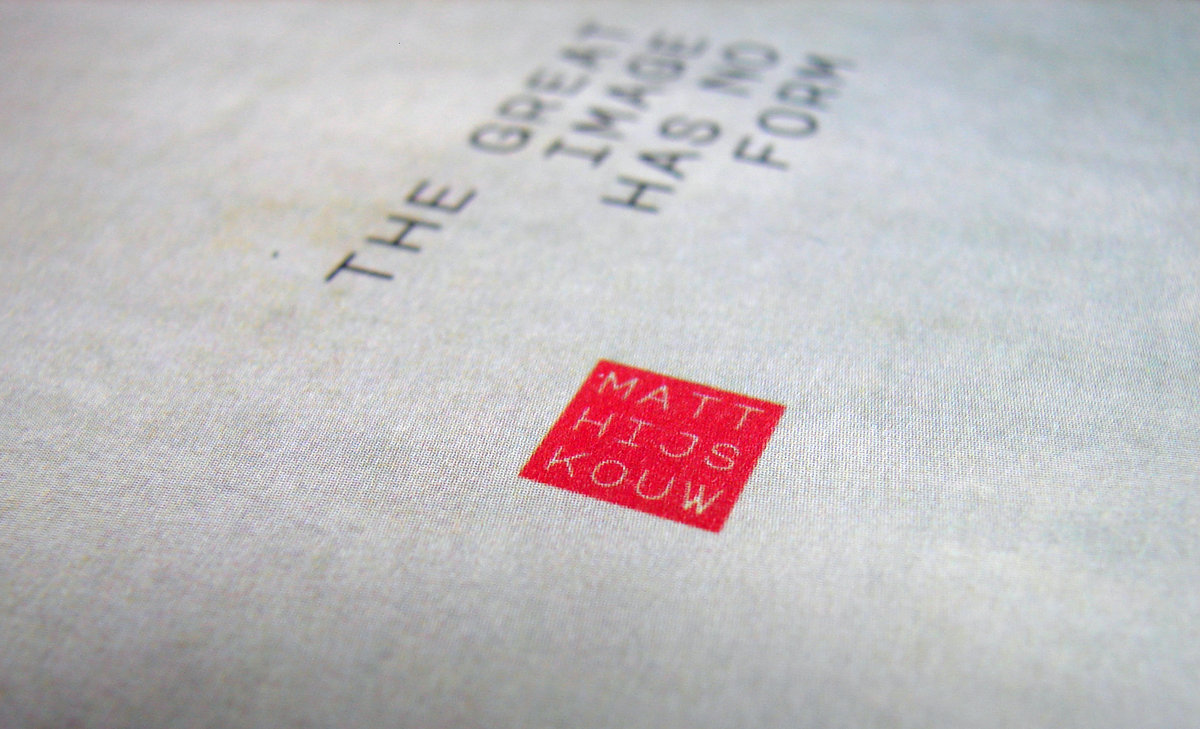 THE GREAT
IMAGE
HAS NO
FORM
MATT
HIJS
KOUW